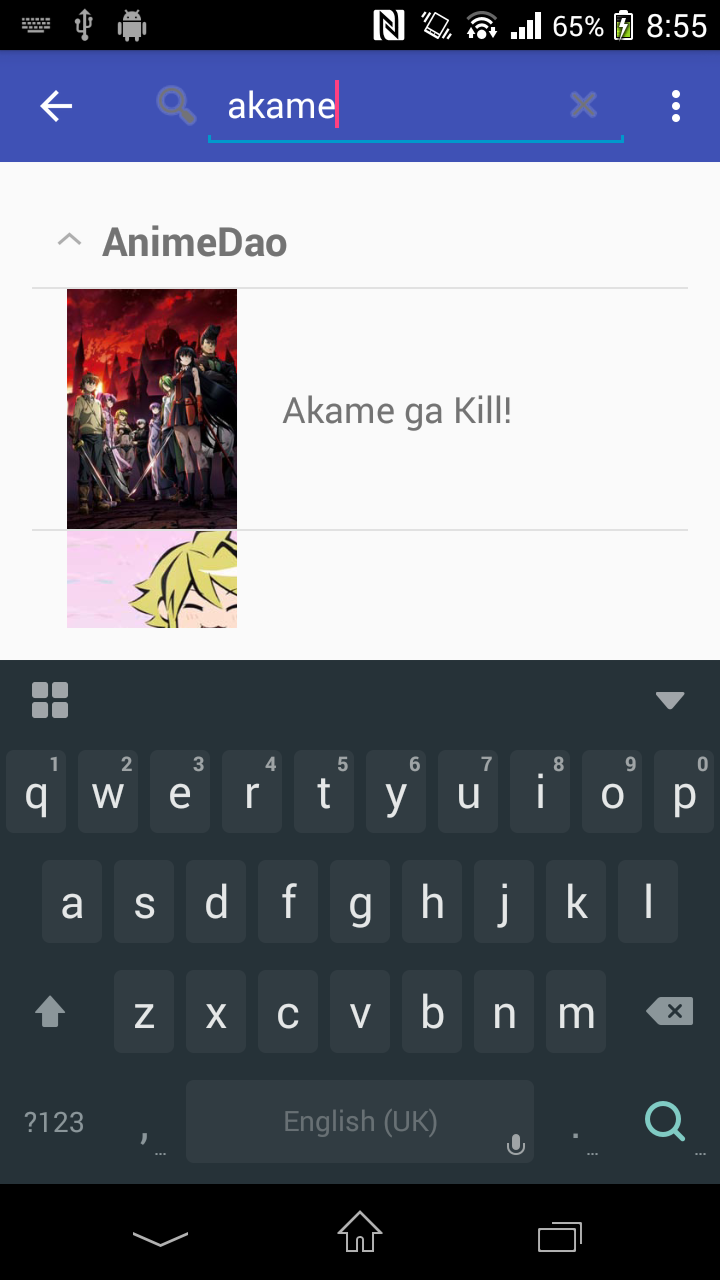 65% 8:55
akame
AnimeDao
Akame ga Kill!
1 2 3 4 5 6 7 8 9 0
q w e r t y u i o p
a s d f g h j k l
z x c v b n m
?123 , ... English (UK) . ... ...